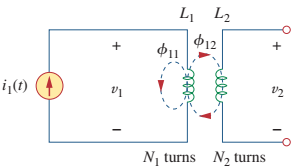 L₁ L₂
+ ϕ₁₁ ϕ₁₂ +
i₁(t) v₁ v₂
− −
N₁ turns N₂ turns